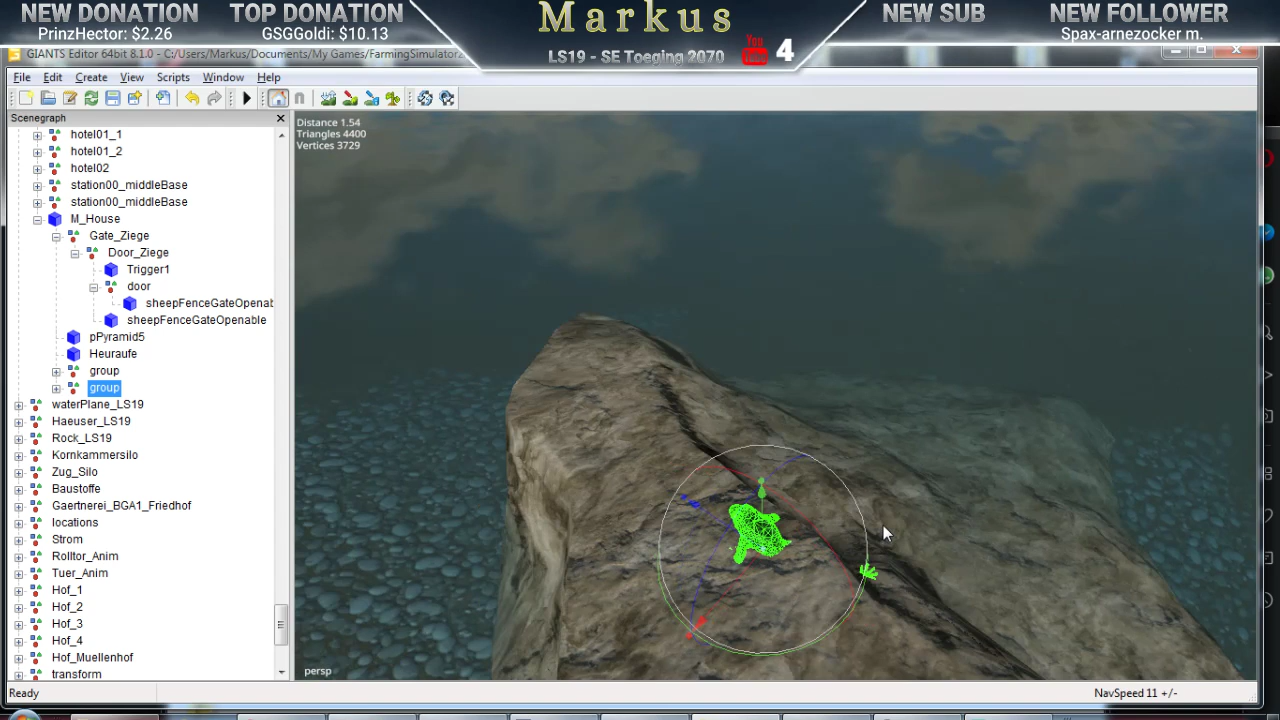 NEW DONATION
PrinzHector: $2.26
TOP DONATION
GSGGoldi: $10.13
Markus
LS19 - SE Toeging 2070
You
Tube
4
NEW SUB
NEW FOLLOWER
Spax-arnezocker m.
GIANTS Editor 64bit 8.1.0 - C:/Users/Markus/Documents/My Games/FarmingSimulator
File Edit Create View Scripts Window Help
Scenegraph
hotel01_1
hotel01_2
hotel02
station00_middleBase
station00_middleBase
M_House
Gate_Ziege
Door_Ziege
Trigger1
door
sheepFenceGateOpenab
sheepFenceGateOpenable
pPyramid5
Heuraufe
group
group
waterPlane_LS19
Haeuser_LS19
Rock_LS19
Kornkammersilo
Zug_Silo
Baustoffe
Gaertnerei_BGA1_Friedhof
locations
Strom
Rolltor_Anim
Tuer_Anim
Hof_1
Hof_2
Hof_3
Hof_4
Hof_Muellenhof
transform
Distance 1.54
Triangles 4400
Vertices 3729
persp
Ready
NavSpeed 11 +/-